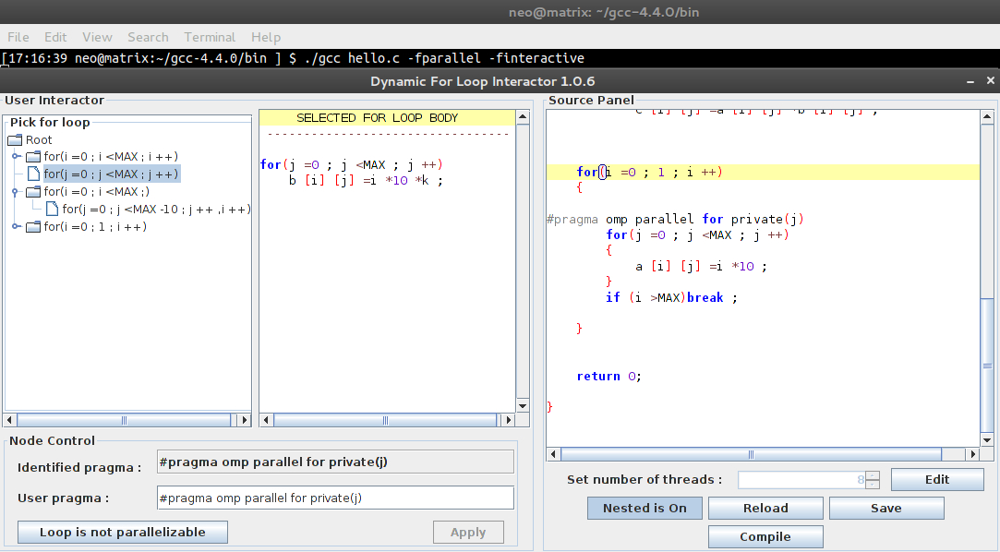 neo@matrix: ~/gcc-4.4.0/bin
File Edit View Search Terminal Help
[17:16:39 neo@matrix:~/gcc-4.4.0/bin ] $ ./gcc hello.c -fparallel -finteractive
Dynamic For Loop Interactor 1.0.6
User Interactor
Pick for loop
Root
for(i =0 ; i <MAX ; i ++)
for(j =0 ; j <MAX ; j ++)
for(i =0 ; i <MAX ;)
for(j =0 ; j <MAX -10 ; j ++ ,i ++)
for(i =0 ; 1 ; i ++)
SELECTED FOR LOOP BODY
--------------------------------
for(j =0 ; j <MAX ; j ++)
b [i] [j] =i *10 *k ;
Source Panel
for(i =0 ; 1 ; i ++)
{
#pragma omp parallel for private(j)
for(j =0 ; j <MAX ; j ++)
{
a [i] [j] =i *10 ;
}
if (i >MAX)break ;
}
return 0;
}
Node Control
Identified pragma : #pragma omp parallel for private(j)
User pragma : #pragma omp parallel for private(j)
Loop is not parallelizable Apply
Set number of threads : 8 Edit
Nested is On Reload Save
Compile